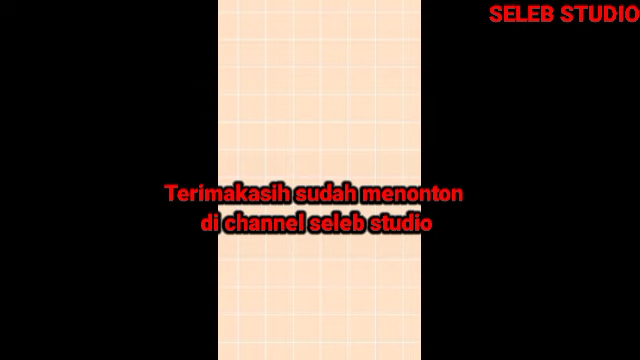 SELEB STUDIO
Terimakasih sudah menonton
di channel seleb studio